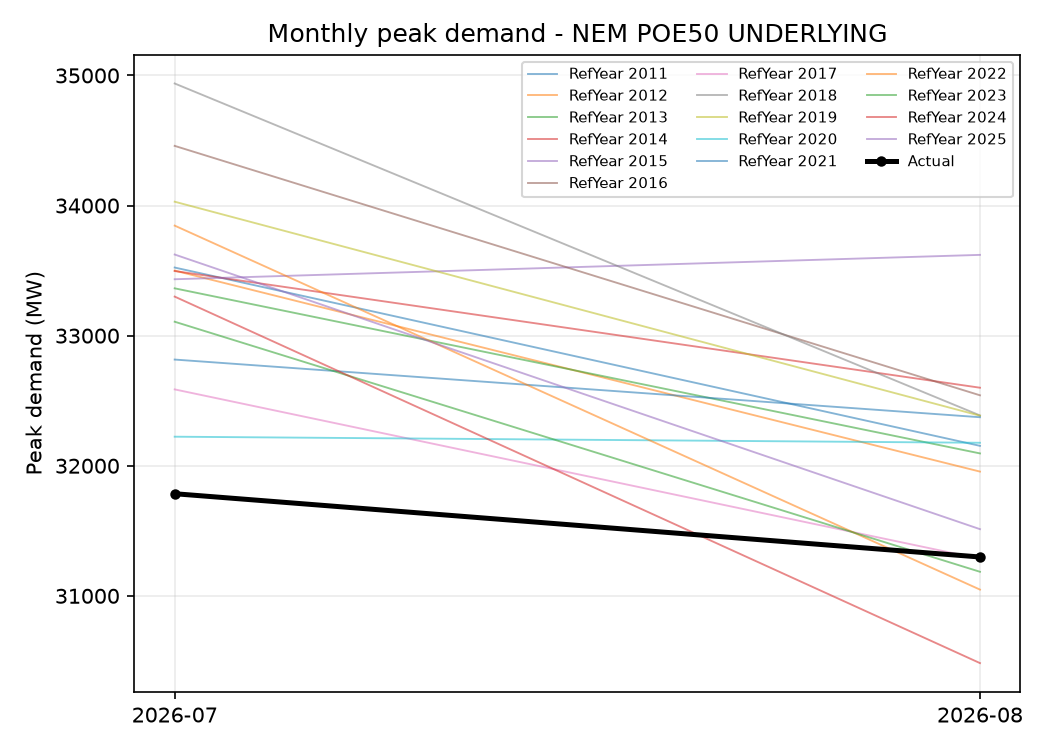 Monthly peak demand - NEM POE50 UNDERLYING
Peak demand (MW)
35000
34000
33000
32000
31000
2026-07
2026-08
RefYear 2011
RefYear 2012
RefYear 2013
RefYear 2014
RefYear 2015
RefYear 2016
RefYear 2017
RefYear 2018
RefYear 2019
RefYear 2020
RefYear 2021
RefYear 2022
RefYear 2023
RefYear 2024
RefYear 2025
Actual